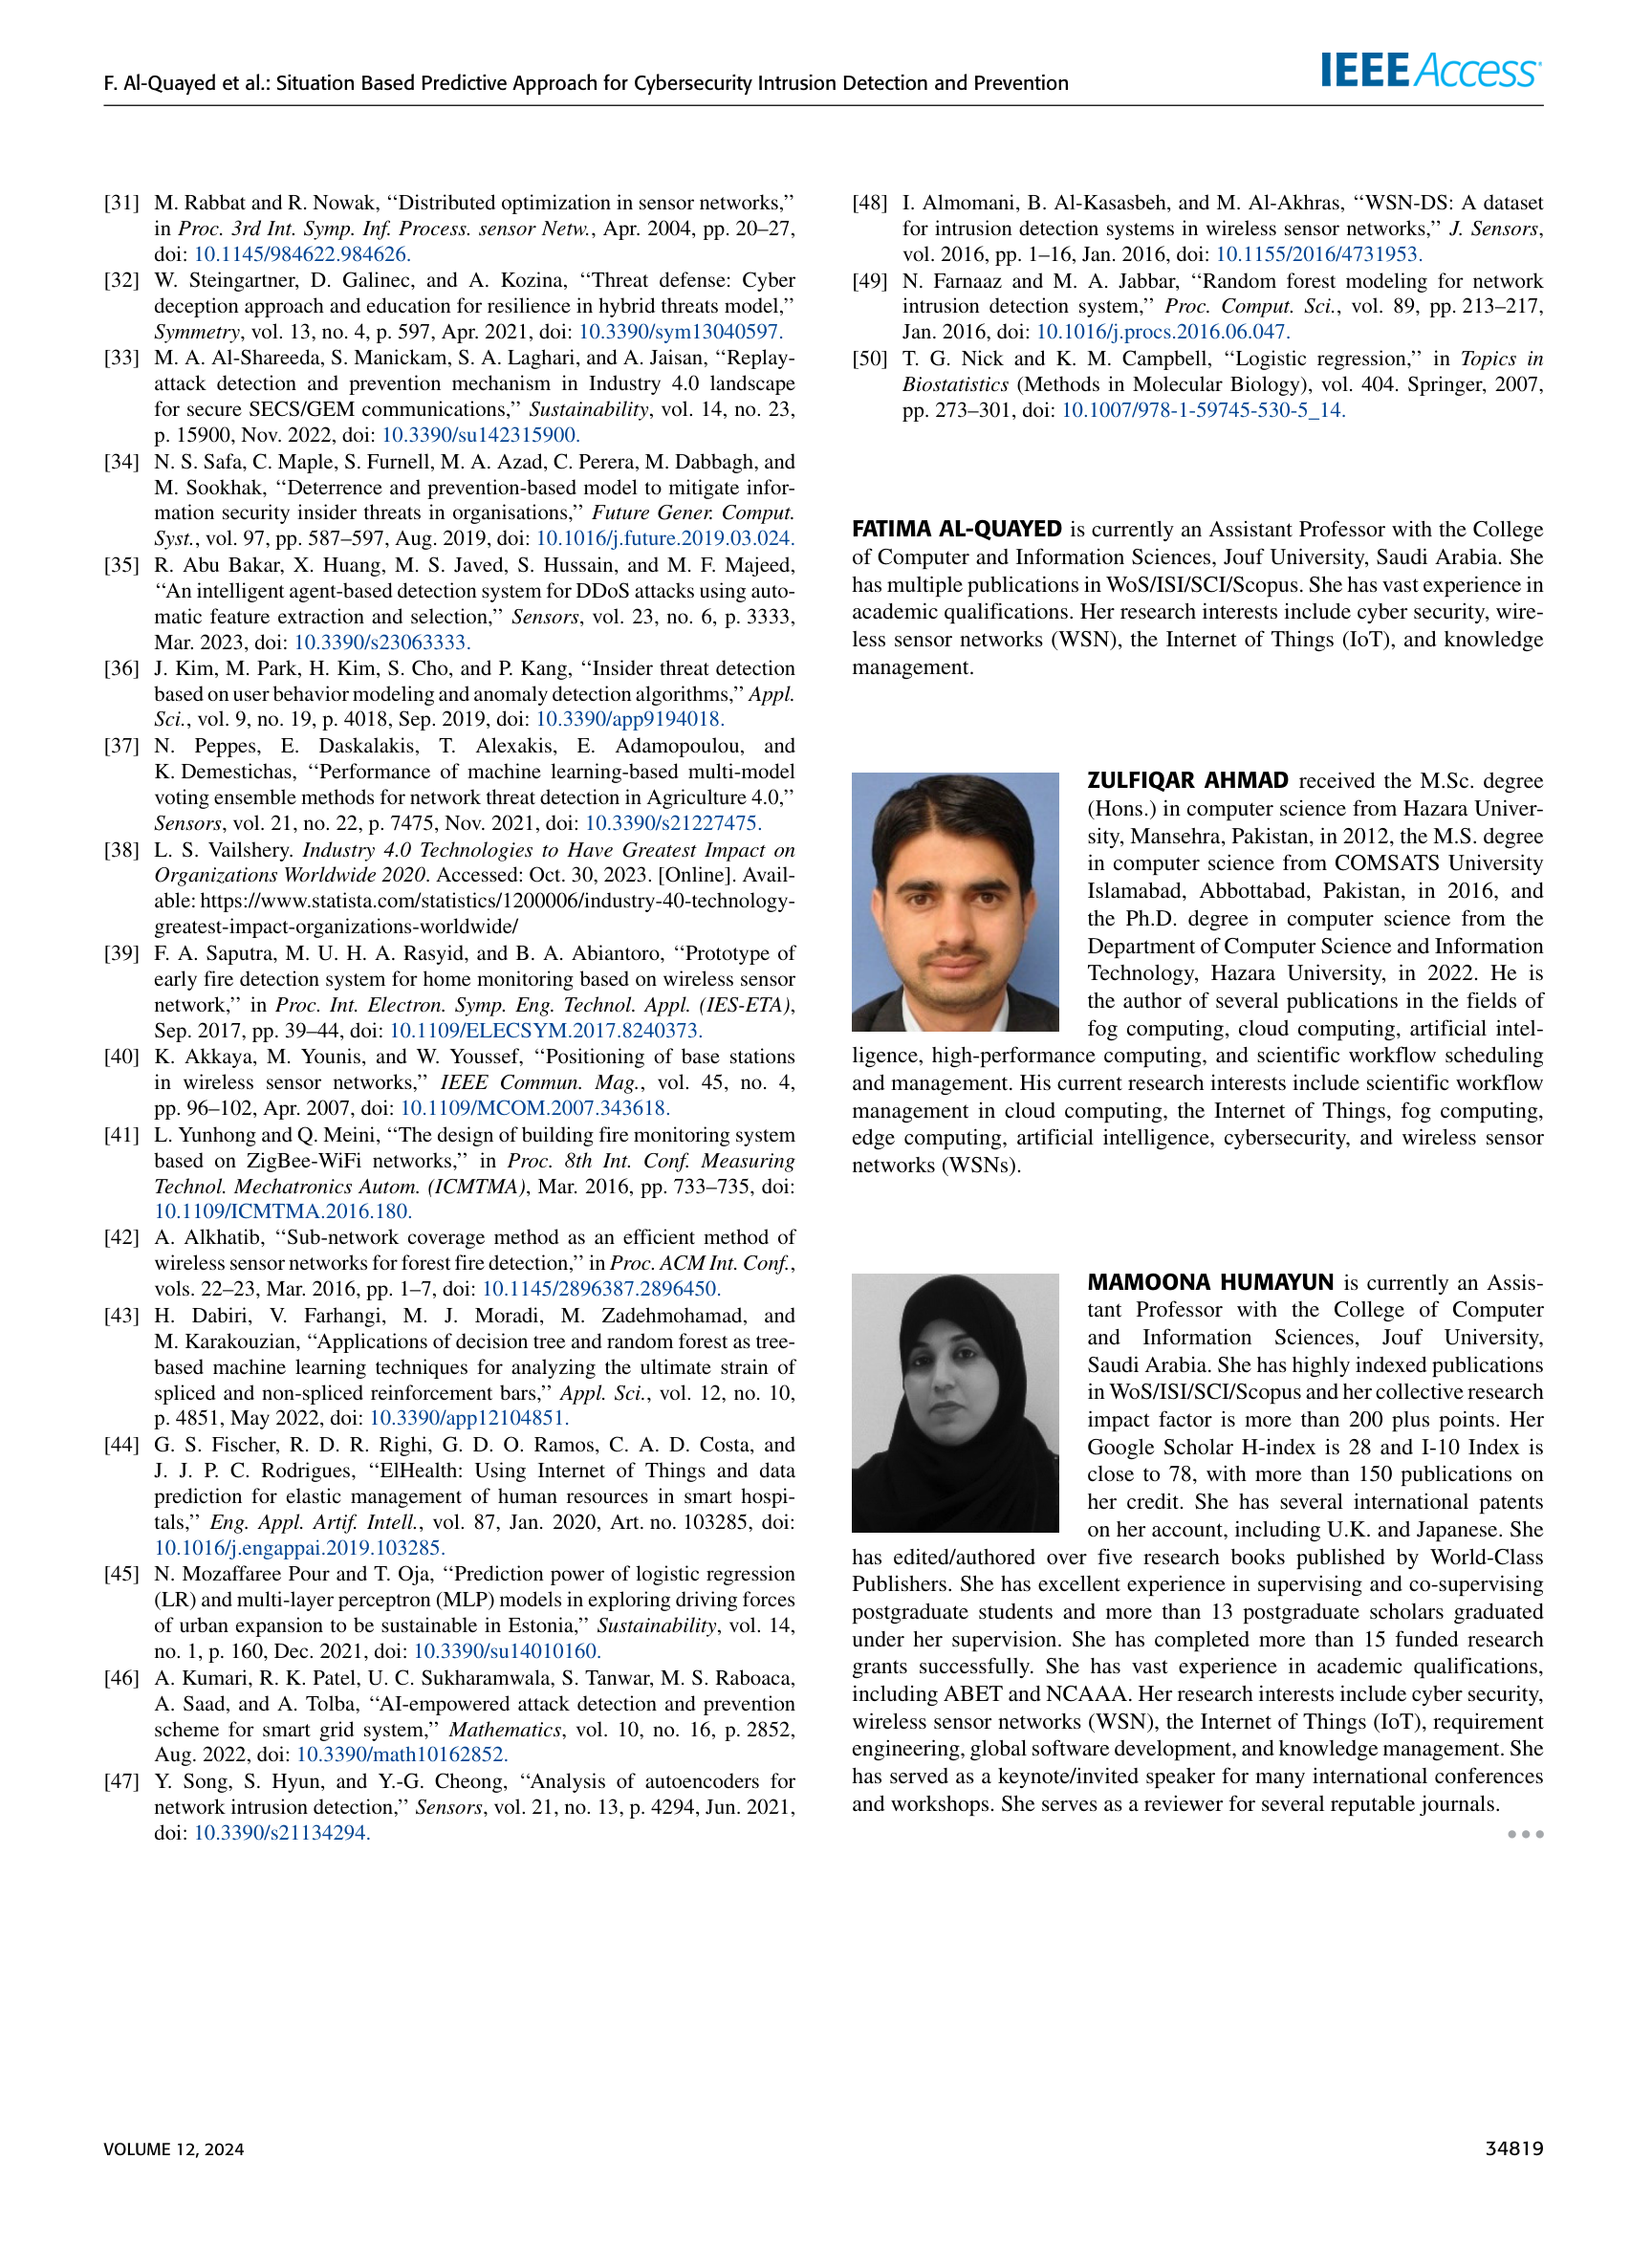 F. Al-Quayed et al.: Situation Based Predictive Approach for Cybersecurity Intrusion Detection and Prevention
IEEE Access
[31] M. Rabbat and R. Nowak, ‘‘Distributed optimization in sensor networks,’’
in Proc. 3rd Int. Symp. Inf. Process. sensor Netw., Apr. 2004, pp. 20–27,
doi: 10.1145/984622.984626.
[32] W. Steingartner, D. Galinec, and A. Kozina, ‘‘Threat defense: Cyber
deception approach and education for resilience in hybrid threats model,’’
Symmetry, vol. 13, no. 4, p. 597, Apr. 2021, doi: 10.3390/sym13040597.
[33] M. A. Al-Shareeda, S. Manickam, S. A. Laghari, and A. Jaisan, ‘‘Replay-
attack detection and prevention mechanism in Industry 4.0 landscape
for secure SECS/GEM communications,’’ Sustainability, vol. 14, no. 23,
p. 15900, Nov. 2022, doi: 10.3390/su142315900.
[34] N. S. Safa, C. Maple, S. Furnell, M. A. Azad, C. Perera, M. Dabbagh, and
M. Sookhak, ‘‘Deterrence and prevention-based model to mitigate infor-
mation security insider threats in organisations,’’ Future Gener. Comput.
Syst., vol. 97, pp. 587–597, Aug. 2019, doi: 10.1016/j.future.2019.03.024.
[35] R. Abu Bakar, X. Huang, M. S. Javed, S. Hussain, and M. F. Majeed,
‘‘An intelligent agent-based detection system for DDoS attacks using auto-
matic feature extraction and selection,’’ Sensors, vol. 23, no. 6, p. 3333,
Mar. 2023, doi: 10.3390/s23063333.
[36] J. Kim, M. Park, H. Kim, S. Cho, and P. Kang, ‘‘Insider threat detection
based on user behavior modeling and anomaly detection algorithms,’’ Appl.
Sci., vol. 9, no. 19, p. 4018, Sep. 2019, doi: 10.3390/app9194018.
[37] N. Peppes, E. Daskalakis, T. Alexakis, E. Adamopoulou, and
K. Demestichas, ‘‘Performance of machine learning-based multi-model
voting ensemble methods for network threat detection in Agriculture 4.0,’’
Sensors, vol. 21, no. 22, p. 7475, Nov. 2021, doi: 10.3390/s21227475.
[38] L. S. Vailshery. Industry 4.0 Technologies to Have Greatest Impact on
Organizations Worldwide 2020. Accessed: Oct. 30, 2023. [Online]. Avail-
able: https://www.statista.com/statistics/1200006/industry-40-technology-
greatest-impact-organizations-worldwide/
[39] F. A. Saputra, M. U. H. A. Rasyid, and B. A. Abiantoro, ‘‘Prototype of
early fire detection system for home monitoring based on wireless sensor
network,’’ in Proc. Int. Electron. Symp. Eng. Technol. Appl. (IES-ETA),
Sep. 2017, pp. 39–44, doi: 10.1109/ELECSYM.2017.8240373.
[40] K. Akkaya, M. Younis, and W. Youssef, ‘‘Positioning of base stations
in wireless sensor networks,’’ IEEE Commun. Mag., vol. 45, no. 4,
pp. 96–102, Apr. 2007, doi: 10.1109/MCOM.2007.343618.
[41] L. Yunhong and Q. Meini, ‘‘The design of building fire monitoring system
based on ZigBee-WiFi networks,’’ in Proc. 8th Int. Conf. Measuring
Technol. Mechatronics Autom. (ICMTMA), Mar. 2016, pp. 733–735, doi:
10.1109/ICMTMA.2016.180.
[42] A. Alkhatib, ‘‘Sub-network coverage method as an efficient method of
wireless sensor networks for forest fire detection,’’ in Proc. ACM Int. Conf.,
vols. 22–23, Mar. 2016, pp. 1–7, doi: 10.1145/2896387.2896450.
[43] H. Dabiri, V. Farhangi, M. J. Moradi, M. Zadehmohamad, and
M. Karakouzian, ‘‘Applications of decision tree and random forest as tree-
based machine learning techniques for analyzing the ultimate strain of
spliced and non-spliced reinforcement bars,’’ Appl. Sci., vol. 12, no. 10,
p. 4851, May 2022, doi: 10.3390/app12104851.
[44] G. S. Fischer, R. D. R. Righi, G. D. O. Ramos, C. A. D. Costa, and
J. J. P. C. Rodrigues, ‘‘ElHealth: Using Internet of Things and data
prediction for elastic management of human resources in smart hospi-
tals,’’ Eng. Appl. Artif. Intell., vol. 87, Jan. 2020, Art. no. 103285, doi:
10.1016/j.engappai.2019.103285.
[45] N. Mozaffaree Pour and T. Oja, ‘‘Prediction power of logistic regression
(LR) and multi-layer perceptron (MLP) models in exploring driving forces
of urban expansion to be sustainable in Estonia,’’ Sustainability, vol. 14,
no. 1, p. 160, Dec. 2021, doi: 10.3390/su14010160.
[46] A. Kumari, R. K. Patel, U. C. Sukharamwala, S. Tanwar, M. S. Raboaca,
A. Saad, and A. Tolba, ‘‘AI-empowered attack detection and prevention
scheme for smart grid system,’’ Mathematics, vol. 10, no. 16, p. 2852,
Aug. 2022, doi: 10.3390/math10162852.
[47] Y. Song, S. Hyun, and Y.-G. Cheong, ‘‘Analysis of autoencoders for
network intrusion detection,’’ Sensors, vol. 21, no. 13, p. 4294, Jun. 2021,
doi: 10.3390/s21134294.
[48] I. Almomani, B. Al-Kasasbeh, and M. Al-Akhras, ‘‘WSN-DS: A dataset
for intrusion detection systems in wireless sensor networks,’’ J. Sensors,
vol. 2016, pp. 1–16, Jan. 2016, doi: 10.1155/2016/4731953.
[49] N. Farnaaz and M. A. Jabbar, ‘‘Random forest modeling for network
intrusion detection system,’’ Proc. Comput. Sci., vol. 89, pp. 213–217,
Jan. 2016, doi: 10.1016/j.procs.2016.06.047.
[50] T. G. Nick and K. M. Campbell, ‘‘Logistic regression,’’ in Topics in
Biostatistics (Methods in Molecular Biology), vol. 404. Springer, 2007,
pp. 273–301, doi: 10.1007/978-1-59745-530-5_14.
FATIMA AL-QUAYED is currently an Assistant Professor with the College
of Computer and Information Sciences, Jouf University, Saudi Arabia. She
has multiple publications in WoS/ISI/SCI/Scopus. She has vast experience in
academic qualifications. Her research interests include cyber security, wire-
less sensor networks (WSN), the Internet of Things (IoT), and knowledge
management.
ZULFIQAR AHMAD received the M.Sc. degree
(Hons.) in computer science from Hazara Univer-
sity, Mansehra, Pakistan, in 2012, the M.S. degree
in computer science from COMSATS University
Islamabad, Abbottabad, Pakistan, in 2016, and
the Ph.D. degree in computer science from the
Department of Computer Science and Information
Technology, Hazara University, in 2022. He is
the author of several publications in the fields of
fog computing, cloud computing, artificial intel-
ligence, high-performance computing, and scientific workflow scheduling
and management. His current research interests include scientific workflow
management in cloud computing, the Internet of Things, fog computing,
edge computing, artificial intelligence, cybersecurity, and wireless sensor
networks (WSNs).
MAMOONA HUMAYUN is currently an Assis-
tant Professor with the College of Computer
and Information Sciences, Jouf University,
Saudi Arabia. She has highly indexed publications
in WoS/ISI/SCI/Scopus and her collective research
impact factor is more than 200 plus points. Her
Google Scholar H-index is 28 and I-10 Index is
close to 78, with more than 150 publications on
her credit. She has several international patents
on her account, including U.K. and Japanese. She
has edited/authored over five research books published by World-Class
Publishers. She has excellent experience in supervising and co-supervising
postgraduate students and more than 13 postgraduate scholars graduated
under her supervision. She has completed more than 15 funded research
grants successfully. She has vast experience in academic qualifications,
including ABET and NCAAA. Her research interests include cyber security,
wireless sensor networks (WSN), the Internet of Things (IoT), requirement
engineering, global software development, and knowledge management. She
has served as a keynote/invited speaker for many international conferences
and workshops. She serves as a reviewer for several reputable journals.
VOLUME 12, 2024
34819